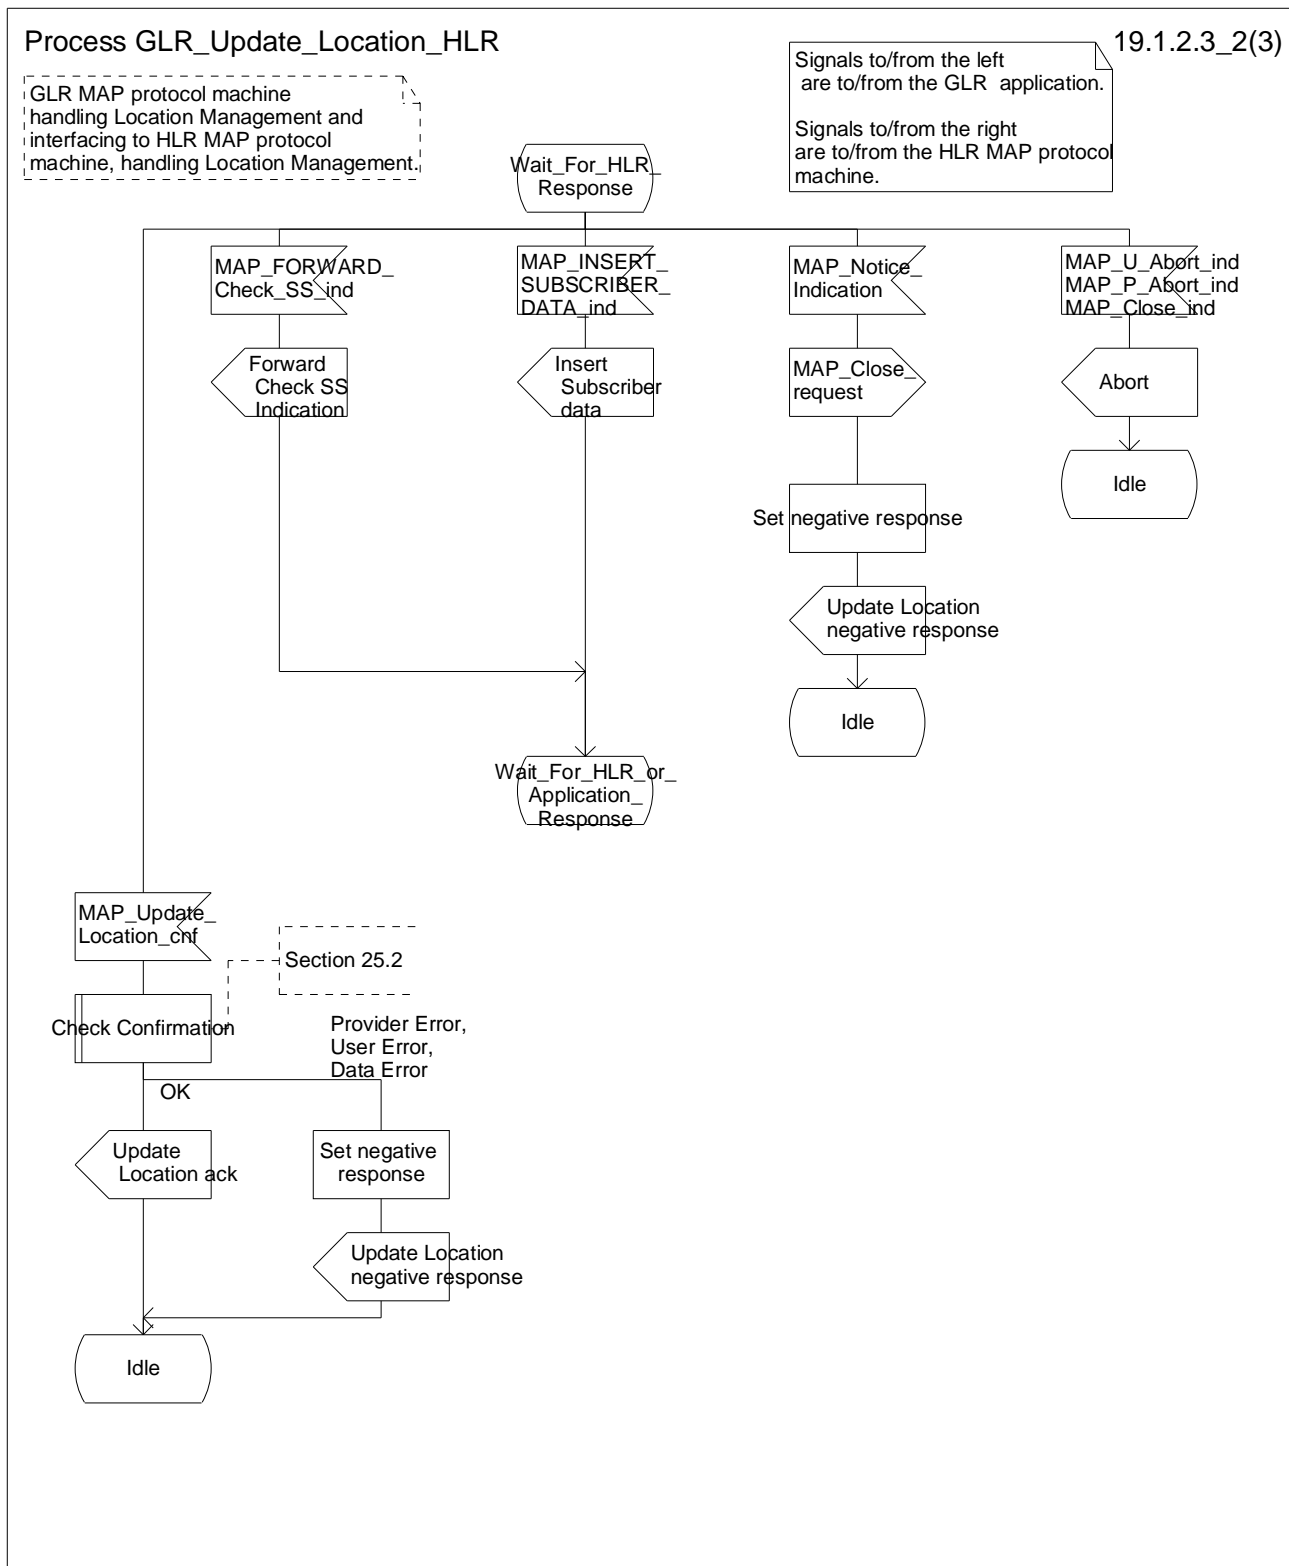 Process GLR_Update_Location_HLR
19.1.2.3_2(3)
GLR MAP protocol machine
handling Location Management and
interfacing to HLR MAP protocol
machine, handling Location Management.
Signals to/from the left
are to/from the GLR application.
Signals to/from the right
are to/from the HLR MAP protocol
machine.
Wait_For_HLR_
Response
MAP_FORWARD_
Check_SS_ind
MAP_INSERT_
SUBSCRIBER_
DATA_ind
MAP_Notice_
Indication
MAP_U_Abort_ind
MAP_P_Abort_ind
MAP_Close_ind
Forward
Check SS
Indication
Insert
Subscriber
data
MAP_Close_
request
Abort
Idle
Set negative response
Update Location
negative response
Idle
Wait_For_HLR_or_
Application_
Response
MAP_Update_
Location_cnf
Section 25.2
Check Confirmation
Provider Error,
User Error,
Data Error
OK
Update
Location ack
Set negative
response
Update Location
negative response
Idle